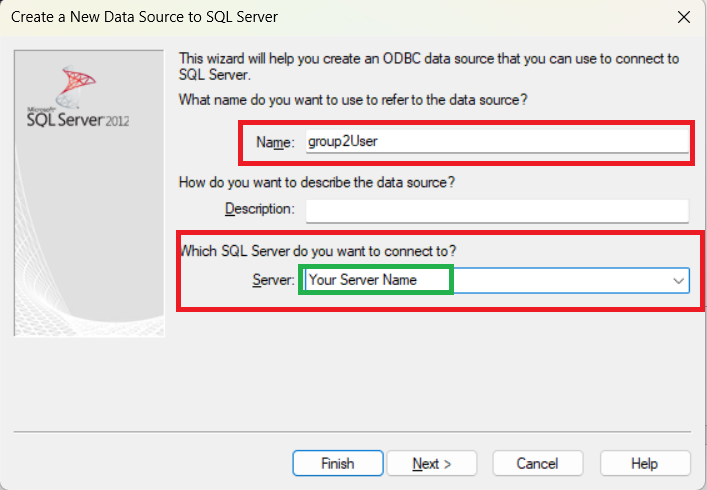 Create a New Data Source to SQL Server
Microsoft
SQL Server 2012
This wizard will help you create an ODBC data source that you can use to connect to
SQL Server.
What name do you want to use to refer to the data source?
Name: group2User
How do you want to describe the data source?
Description:
Which SQL Server do you want to connect to?
Server: Your Server Name
Finish Next > Cancel Help